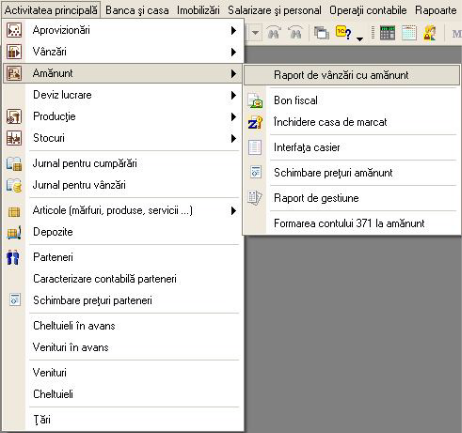 Activitatea principală Banca şi casa Imobilizări Salarizare şi personal Operaţii contabile Rapoarte
Aprovizionări
Vânzări
Amănunt
Deviz lucrare
Producţie
Stocuri
Jurnal pentru cumpărări
Jurnal pentru vânzări
Articole (mărfuri, produse, servicii ...)
Depozite
Parteneri
Caracterizare contabilă parteneri
Schimbare preţuri parteneri
Cheltuieli în avans
Venituri în avans
Venituri
Cheltuieli
Ţări
Raport de vânzări cu amănunt
Bon fiscal
Închidere casa de marcat
Interfaţa casier
Schimbare preţuri amănunt
Raport de gestiune
Formarea contului 371 la amănunt